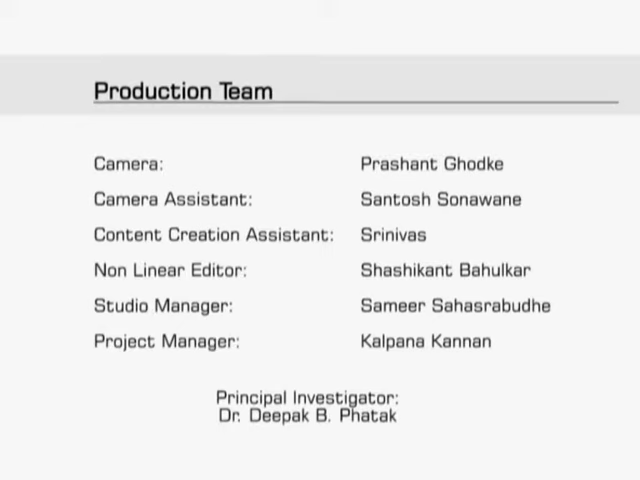 Production Team
Camera: Prashant Ghodke
Camera Assistant: Santosh Sonawane
Content Creation Assistant: Srinivas
Non Linear Editor: Shashikant Bahulkar
Studio Manager: Sameer Sahasrabudhe
Project Manager: Kalpana Kannan
Principal Investigator:
Dr. Deepak B. Phatak